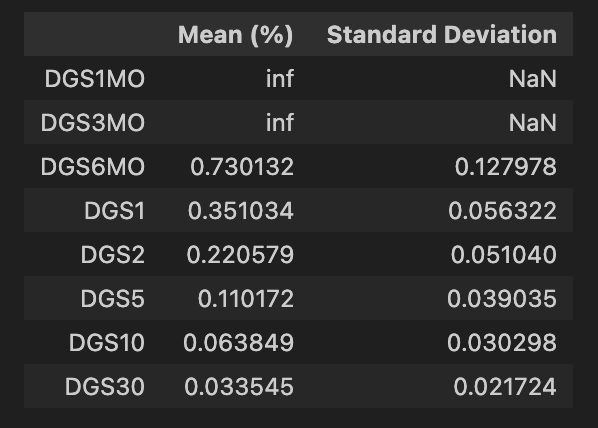 Mean (%) Standard Deviation
DGS1MO inf NaN
DGS3MO inf NaN
DGS6MO 0.730132 0.127978
DGS1 0.351034 0.056322
DGS2 0.220579 0.051040
DGS5 0.110172 0.039035
DGS10 0.063849 0.030298
DGS30 0.033545 0.021724